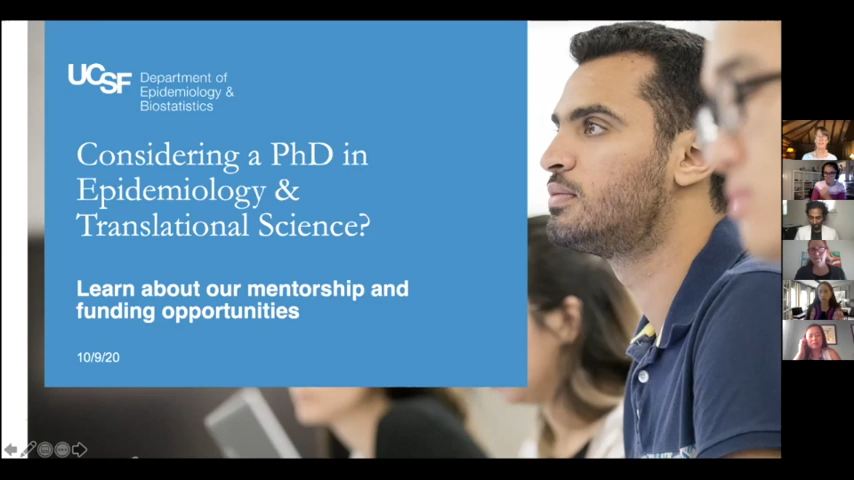 UCSF
Department of
Epidemiology &
Biostatistics
Considering a PhD in
Epidemiology &
Translational Science?
Learn about our mentorship and
funding opportunities
10/9/20